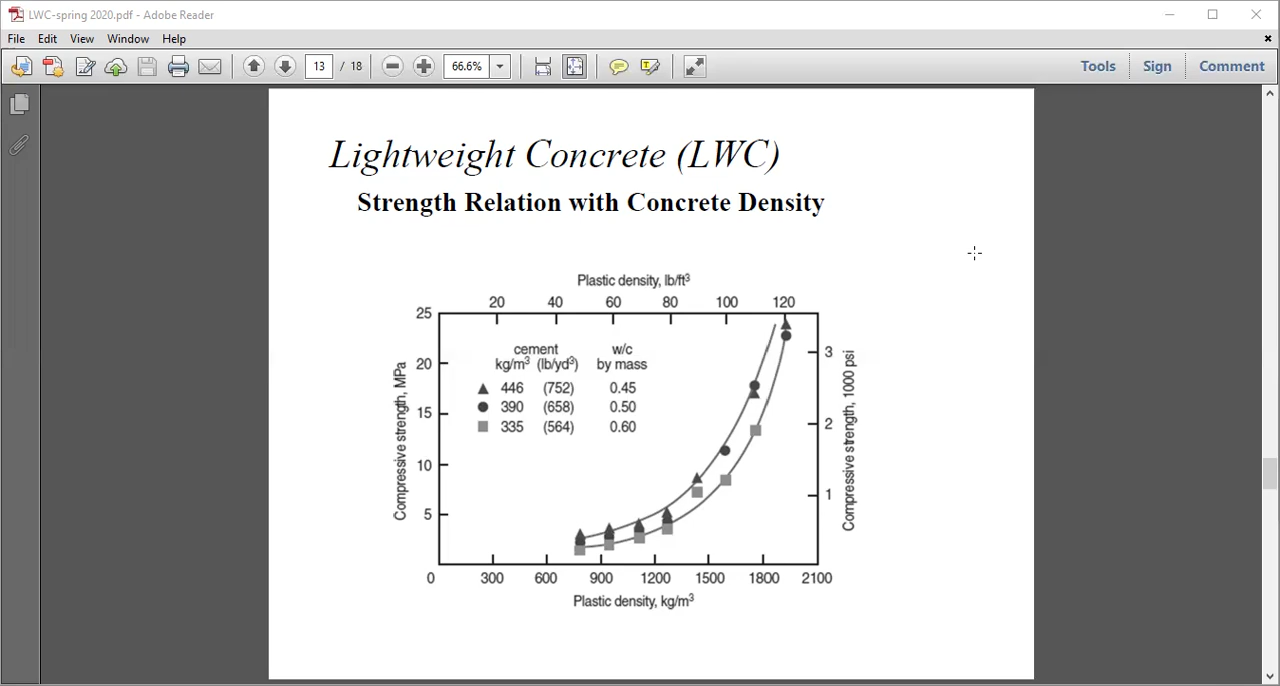 LWC-spring 2020.pdf - Adobe Reader
File Edit View Window Help
13 / 18 66.6% Tools Sign Comment
Lightweight Concrete (LWC)
Strength Relation with Concrete Density
Plastic density, lb/ft³
20 40 60 80 100 120
25
20
15
10
5
Compressive strength, MPa
cement w/c
kg/m³ (lb/yd³) by mass
446 (752) 0.45
390 (658) 0.50
335 (564) 0.60
3
2
1
Compressive strength, 1000 psi
0 300 600 900 1200 1500 1800 2100
Plastic density, kg/m³